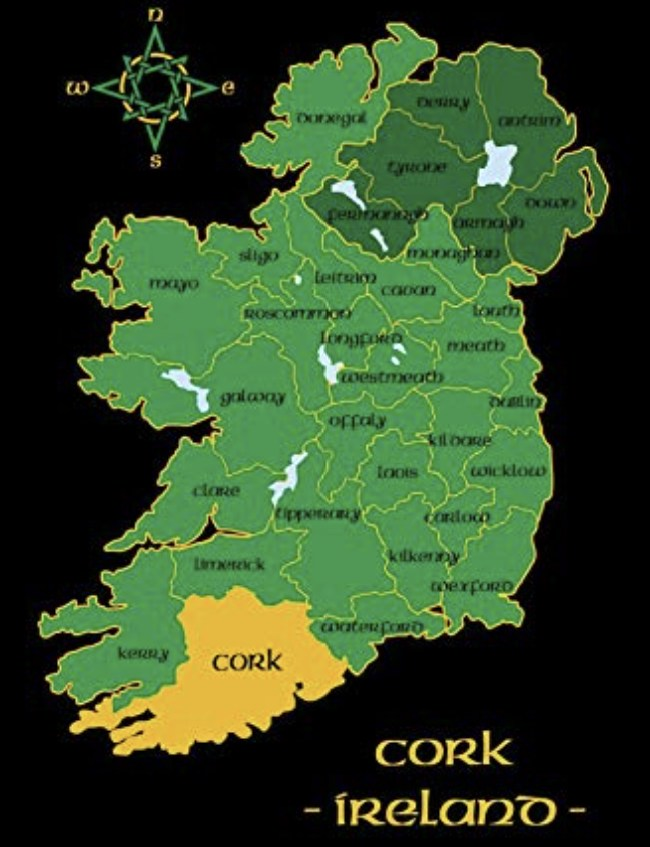 n
w e
s
Donegal
Derry
Antrim
Tyrone
Fermanagh
Armagh
Down
Monaghan
Sligo
Leitrim
Cavan
Mayo
Roscommon
Louth
Longford
Meath
Westmeath
Galway
Dublin
Offaly
Kildare
Laois
Wicklow
Clare
Tipperary
Carlow
Limerick
Kilkenny
Wexford
Waterford
Kerry
Cork
Cork
- Íreland -